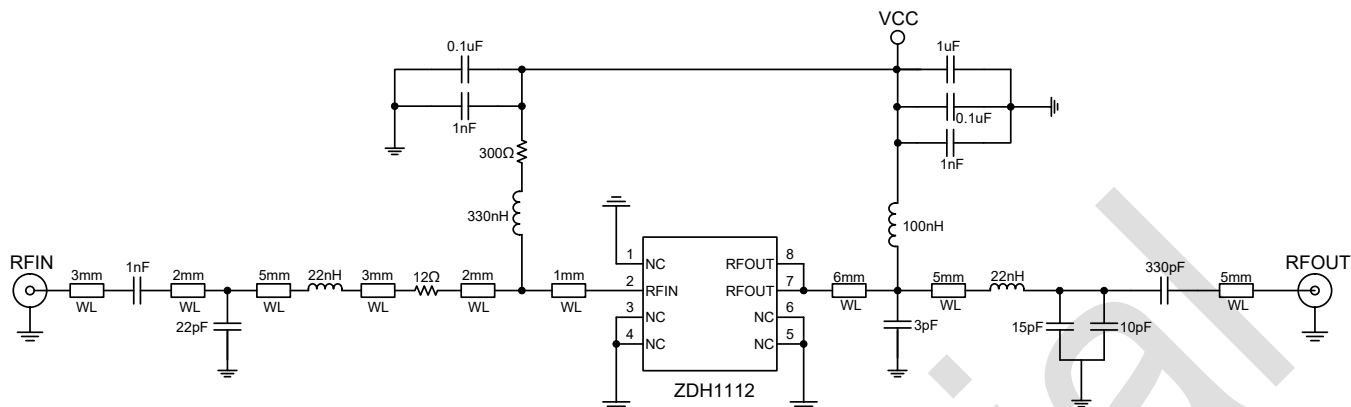 VCC
0.1uF
1uF
1nF
0.1uF
1nF
300Ω
330nH
100nH
RFIN
3mm
WL
1nF
2mm
WL
22pF
5mm
WL
22nH
3mm
WL
12Ω
2mm
WL
1mm
WL
1 NC
2 RFIN
3 NC
4 NC
8 RFOUT
7 RFOUT
6 NC
5 NC
ZDH1112
6mm
WL
3pF
5mm
WL
22nH
15pF
10pF
330pF
5mm
WL
RFOUT
ial